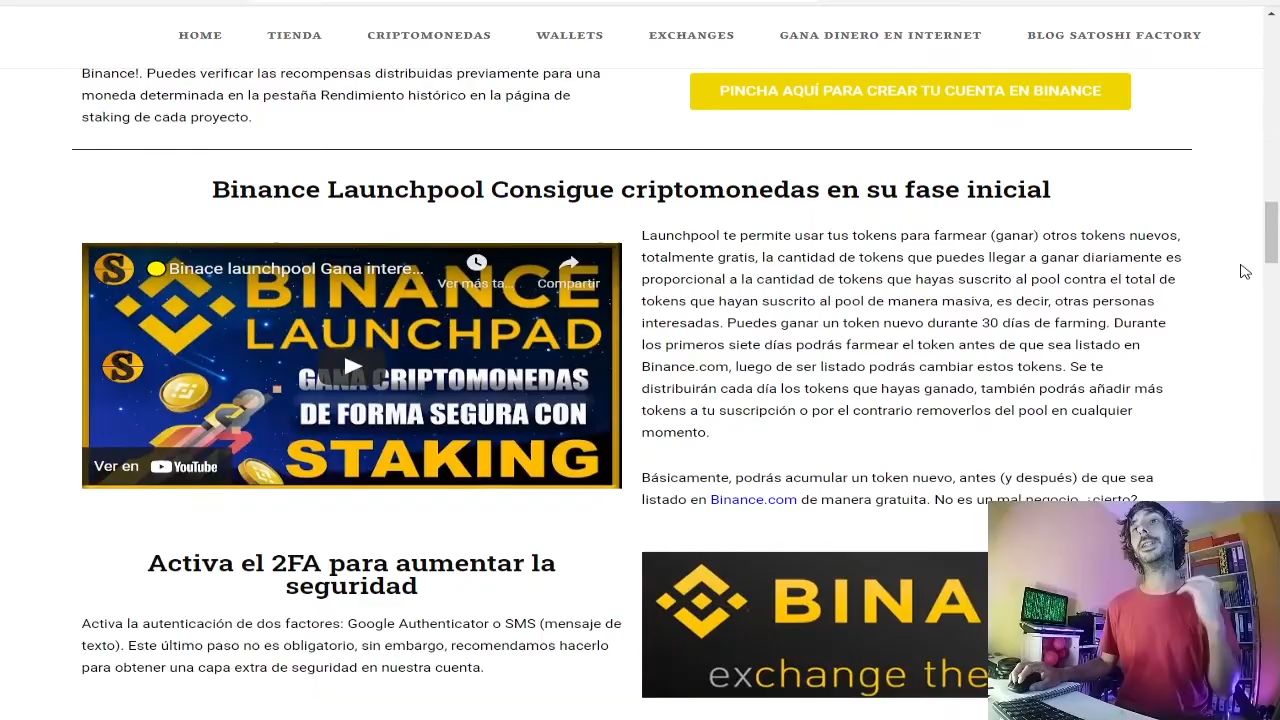 HOME TIENDA CRIPTOMONEDAS WALLETS EXCHANGES GANA DINERO EN INTERNET BLOG SATOSHI FACTORY
Binance!. Puedes verificar las recompensas distribuidas previamente para una
moneda determinada en la pestaña Rendimiento histórico en la página de
staking de cada proyecto.
PINCHA AQUÍ PARA CREAR TU CUENTA EN BINANCE
Binance Launchpool Consigue criptomonedas en su fase inicial
Binace launchpool Gana intere...
Ver más ta...
Compartir
BINANCE
LAUNCHPAD
GANA CRIPTOMONEDAS
DE FORMA SEGURA CON
STAKING
Ver en YouTube
Launchpool te permite usar tus tokens para farmear (ganar) otros tokens nuevos,
totalmente gratis, la cantidad de tokens que puedes llegar a ganar diariamente es
proporcional a la cantidad de tokens que hayas suscrito al pool contra el total de
tokens que hayan suscrito al pool de manera masiva, es decir, otras personas
interesadas. Puedes ganar un token nuevo durante 30 días de farming. Durante
los primeros siete días podrás farmear el token antes de que sea listado en
Binance.com, luego de ser listado podrás cambiar estos tokens. Se te
distribuirán cada día los tokens que hayas ganado, también podrás añadir más
tokens a tu suscripción o por el contrario removerlos del pool en cualquier
momento.
Básicamente, podrás acumular un token nuevo, antes (y después) de que sea
listado en Binance.com de manera gratuita. No es un mal negocio, ¿cierto?
Activa el 2FA para aumentar la
seguridad
Activa la autenticación de dos factores: Google Authenticator o SMS (mensaje de
texto). Este último paso no es obligatorio, sin embargo, recomendamos hacerlo
para obtener una capa extra de seguridad en nuestra cuenta.
BINA
exchange the